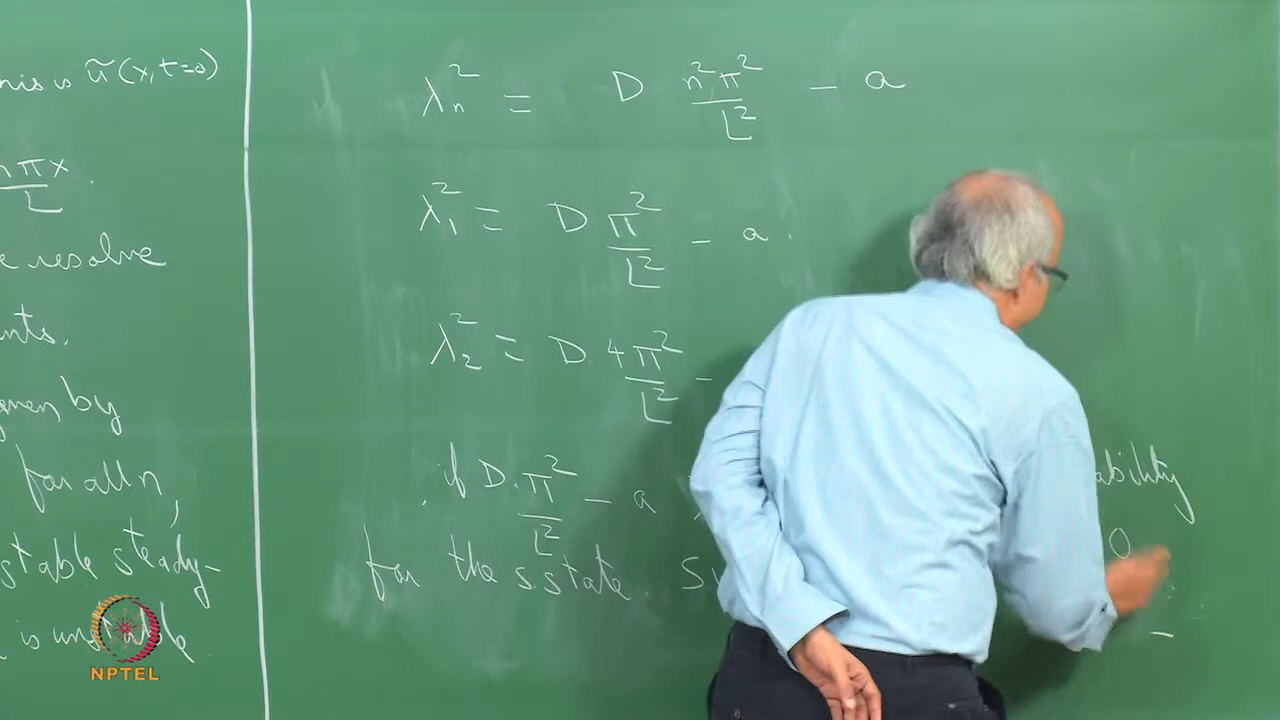 his is ũ(x, t=0)
nπx
L
e resolve
nts.
given by
for all n,
stable steady-
is unstable
λₙ² = D n²π²/L² - a
λ₁² = D π²/L² - a.
λ₂² = D. 4π²/L² -
if D. π²/L² - a
ability
for the s.state. S
0
NPTEL